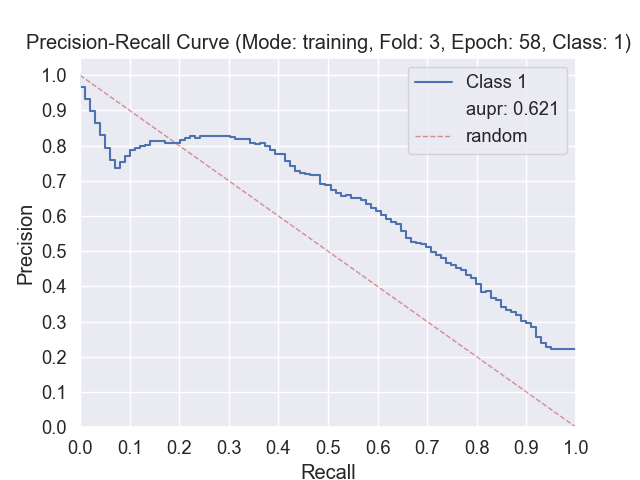 Precision-Recall Curve (Mode: training, Fold: 3, Epoch: 58, Class: 1)
1.0
0.9
0.8
0.7
0.6
0.5
0.4
0.3
0.2
0.1
0.0
Precision
Class 1
aupr: 0.621
random
0.0 0.1 0.2 0.3 0.4 0.5 0.6 0.7 0.8 0.9 1.0
Recall